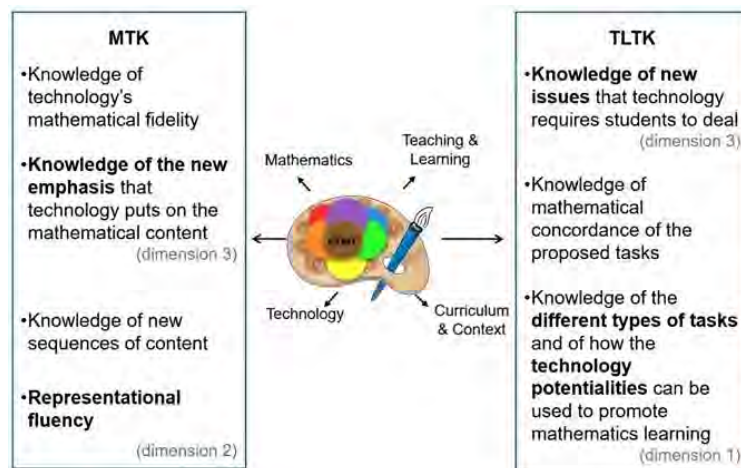 MTK
•Knowledge of
technology's
mathematical fidelity
•Knowledge of the new
emphasis that
technology puts on the
mathematical content
(dimension 3)
•Knowledge of new
sequences of content
•Representational
fluency
(dimension 2)
Mathematics
Teaching &
Learning
Technology
Curriculum
& Context
TLTK
•Knowledge of new
issues that technology
requires students to deal
(dimension 3)
•Knowledge of
mathematical
concordance of the
proposed tasks
•Knowledge of the
different types of tasks
and of how the
technology
potentialities can be
used to promote
mathematics learning
(dimension 1)